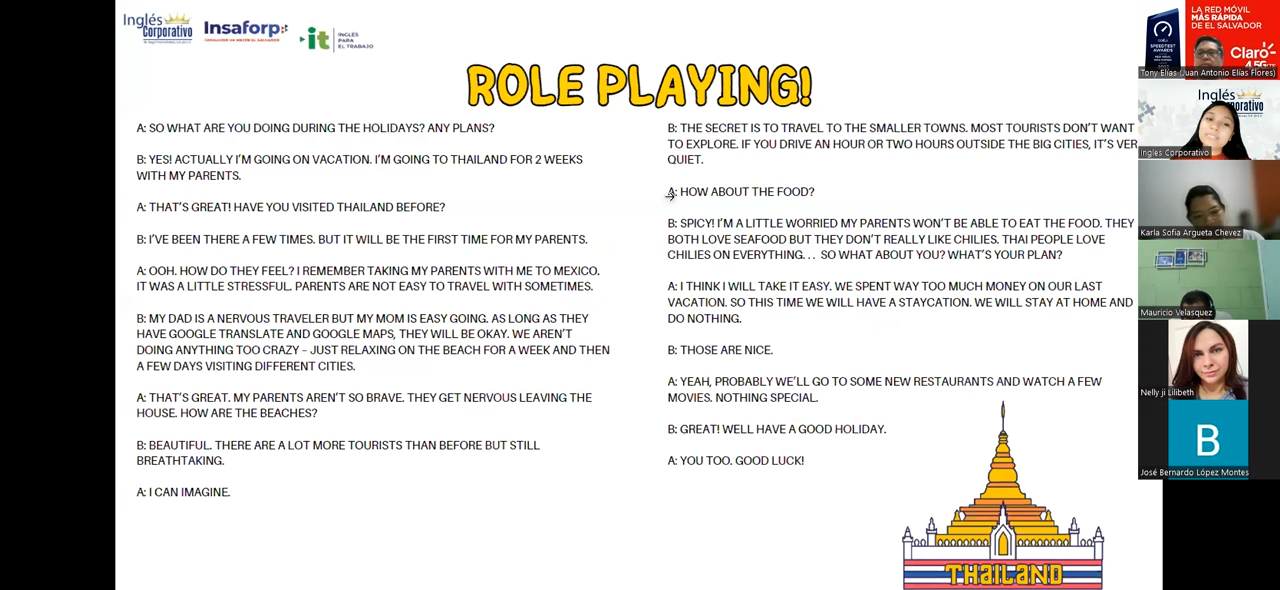 Inglés
Corporativo
Insaforp
it
INGLÉS
PARA
EL TRABAJO
ROLE PLAYING!
A: SO WHAT ARE YOU DOING DURING THE HOLIDAYS? ANY PLANS?
B: YES! ACTUALLY I'M GOING ON VACATION. I'M GOING TO THAILAND FOR 2 WEEKS
WITH MY PARENTS.
A: THAT'S GREAT! HAVE YOU VISITED THAILAND BEFORE?
B: I'VE BEEN THERE A FEW TIMES. BUT IT WILL BE THE FIRST TIME FOR MY PARENTS.
A: OOH. HOW DO THEY FEEL? I REMEMBER TAKING MY PARENTS WITH ME TO MEXICO.
IT WAS A LITTLE STRESSFUL. PARENTS ARE NOT EASY TO TRAVEL WITH SOMETIMES.
B: MY DAD IS A NERVOUS TRAVELER BUT MY MOM IS EASY GOING. AS LONG AS THEY
HAVE GOOGLE TRANSLATE AND GOOGLE MAPS, THEY WILL BE OKAY. WE AREN'T
DOING ANYTHING TOO CRAZY – JUST RELAXING ON THE BEACH FOR A WEEK AND THEN
A FEW DAYS VISITING DIFFERENT CITIES.
A: THAT'S GREAT. MY PARENTS AREN'T SO BRAVE. THEY GET NERVOUS LEAVING THE
HOUSE. HOW ARE THE BEACHES?
B: BEAUTIFUL. THERE ARE A LOT MORE TOURISTS THAN BEFORE BUT STILL
BREATHTAKING.
A: I CAN IMAGINE.
B: THE SECRET IS TO TRAVEL TO THE SMALLER TOWNS. MOST TOURISTS DON'T WANT
TO EXPLORE. IF YOU DRIVE AN HOUR OR TWO HOURS OUTSIDE THE BIG CITIES, IT'S VER
QUIET.
A: HOW ABOUT THE FOOD?
B: SPICY! I'M A LITTLE WORRIED MY PARENTS WON'T BE ABLE TO EAT THE FOOD. THEY
BOTH LOVE SEAFOOD BUT THEY DON'T REALLY LIKE CHILIES. THAI PEOPLE LOVE
CHILIES ON EVERYTHING... SO WHAT ABOUT YOU? WHAT'S YOUR PLAN?
A: I THINK I WILL TAKE IT EASY. WE SPENT WAY TOO MUCH MONEY ON OUR LAST
VACATION. SO THIS TIME WE WILL HAVE A STAYCATION. WE WILL STAY AT HOME AND
DO NOTHING.
B: THOSE ARE NICE.
A: YEAH, PROBABLY WE'LL GO TO SOME NEW RESTAURANTS AND WATCH A FEW
MOVIES. NOTHING SPECIAL.
B: GREAT! WELL HAVE A GOOD HOLIDAY.
A: YOU TOO. GOOD LUCK!
THAILAND
LA RED MÓVIL
MÁS RÁPIDA
DE EL SALVADOR
SPEEDTEST
AWARDS
Claro
4.5G
Tony Elías (Juan Antonio Elías Flores)
Inglés
Corporativo
Ingles Corporativo
Karla Sofia Argueta Chevez
Mauricio Velasquez
Nelly ji Lilibeth
B
José Bernardo López Montes